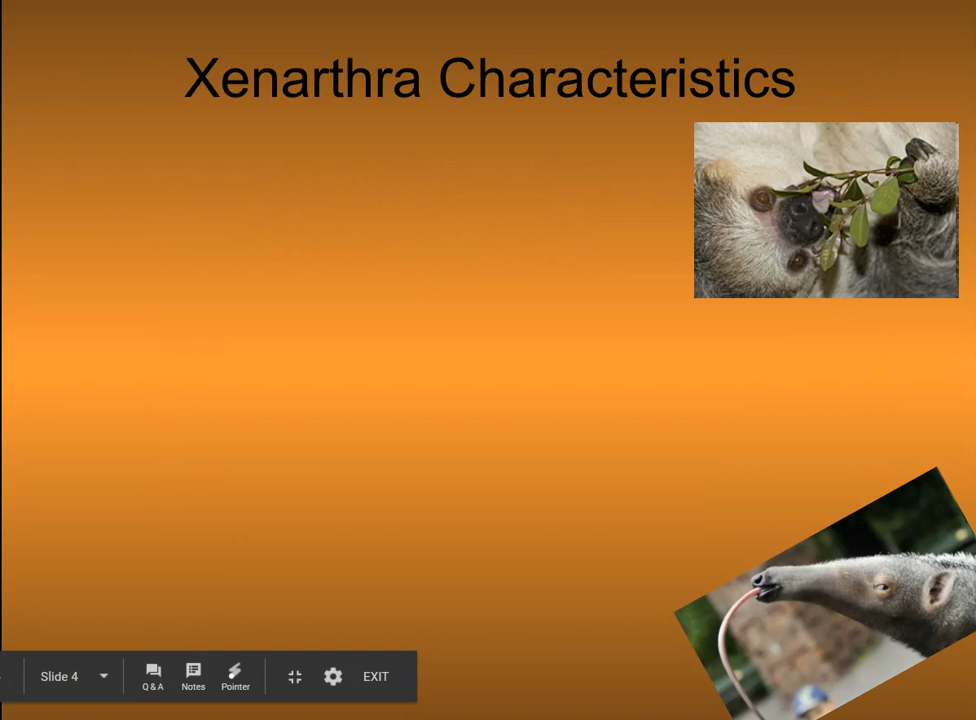 Xenarthra Characteristics
Slide 4
Q & A
Notes
Pointer
EXIT